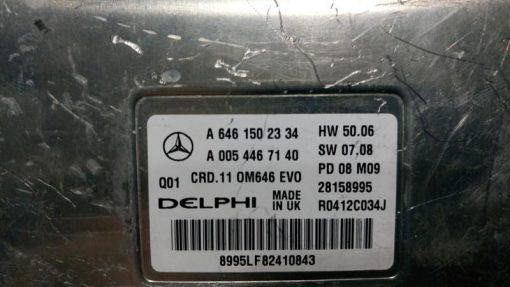 A 646 150 23 34 HW 50.06
A 005 446 71 40 SW 07.08
Q01 CRD.11 OM646 EVO PD 08 M09
DELPHI MADE IN UK 28158995
R0412C034J
8995LF82410843